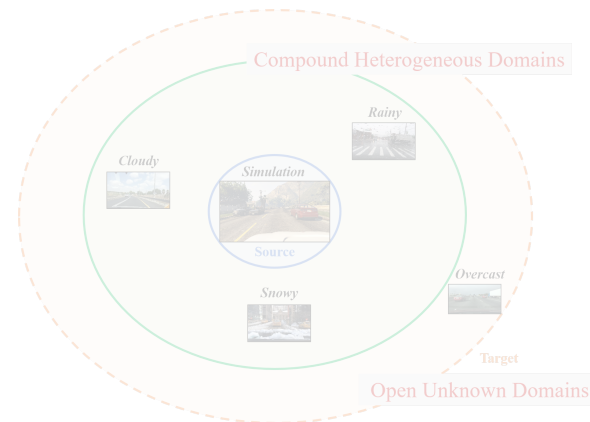 Compound Heterogeneous Domains
Rainy
Cloudy
Simulation
Source
Overcast
Snowy
Target
Open Unknown Domains